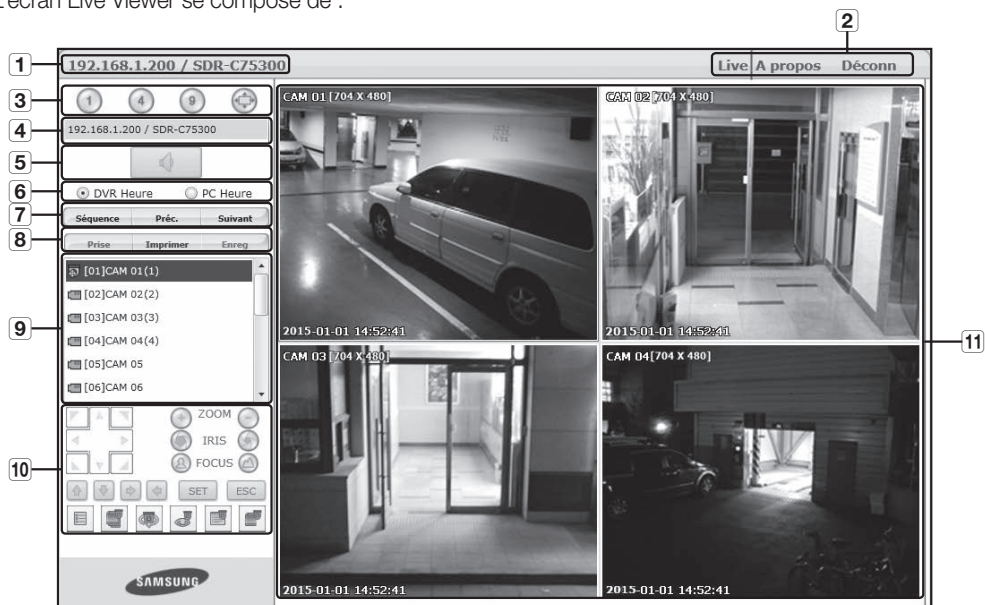 L'écran Live Viewer se compose de :
2
1 192.168.1.200 / SDR-C75300 Live A propos Déconn
3 1 4 9
4 192.168.1.200 / SDR-C75300
5
6 DVR Heure PC Heure
7 Séquence Préc. Suivant
8 Prise Imprimer Enreg
9
[01]CAM 01(1)
[02]CAM 02(2)
[03]CAM 03(3)
[04]CAM 04(4)
[05]CAM 05
[06]CAM 06
10
ZOOM
IRIS
FOCUS
SET ESC
SAMSUNG
CAM 01[704 X 480]
2015-01-01 14:52:41
CAM 02[704 X 480]
2015-01-01 14:52:41
11
CAM 03[704 X 480]
2015-01-01 14:52:41
CAM 04[704 X 480]
2015-01-01 14:52:41